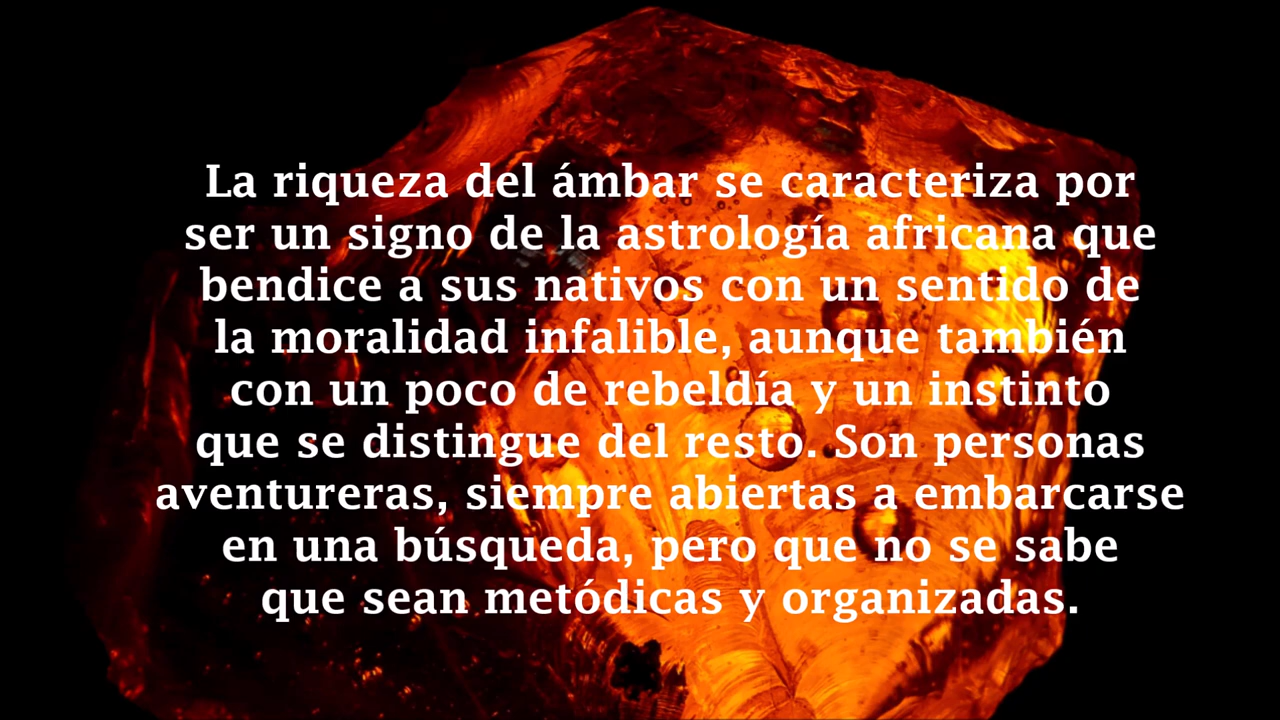 La riqueza del ámbar se caracteriza por
ser un signo de la astrología africana que
bendice a sus nativos con un sentido de
la moralidad infalible, aunque también
con un poco de rebeldía y un instinto
que se distingue del resto. Son personas
aventureras, siempre abiertas a embarcarse
en una búsqueda, pero que no se sabe
que sean metódicas y organizadas.